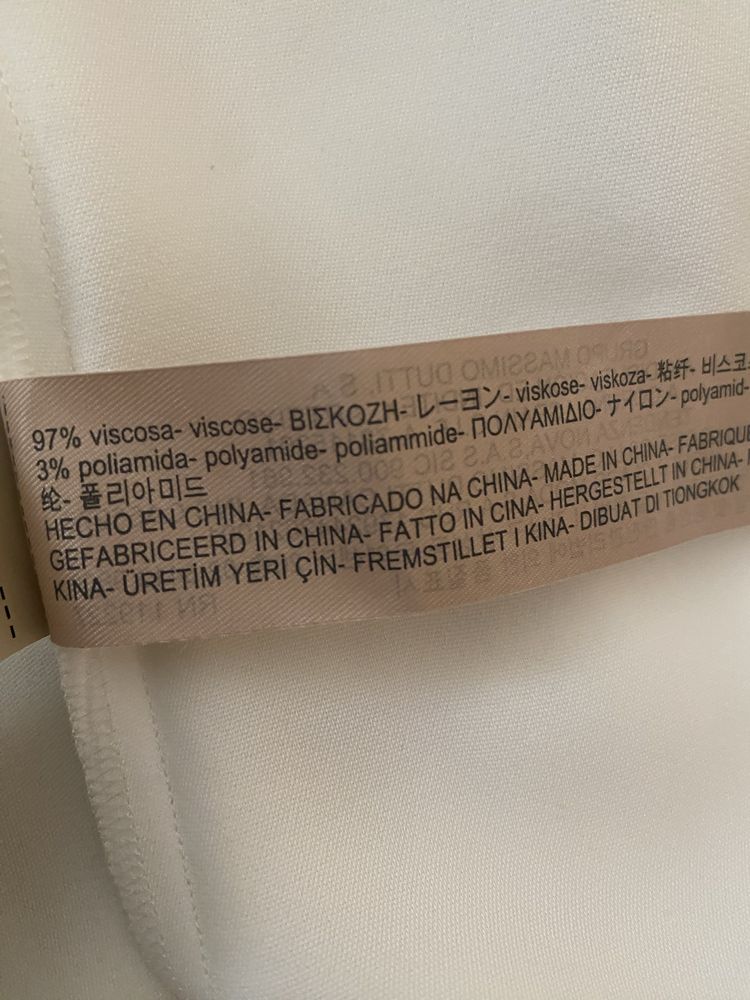 97% viscosa- viscose- ΒΙΣΚΟΖΗ- レーヨン- viskose- viskoza- 粘纤- 비스코
3% poliamida- polyamide- poliammide- ΠΟΛΥΑΜΙΔΙΟ- ナイロン- polyamid-
纶- 폴리아미드
HECHO EN CHINA- FABRICADO NA CHINA- MADE IN CHINA- FABRIQUE
GEFABRICEERD IN CHINA- FATTO IN CINA- HERGESTELLT IN CHINA-
KINA- ÜRETİM YERİ ÇİN- FREMSTILLET I KINA- DIBUAT DI TIONGKOK